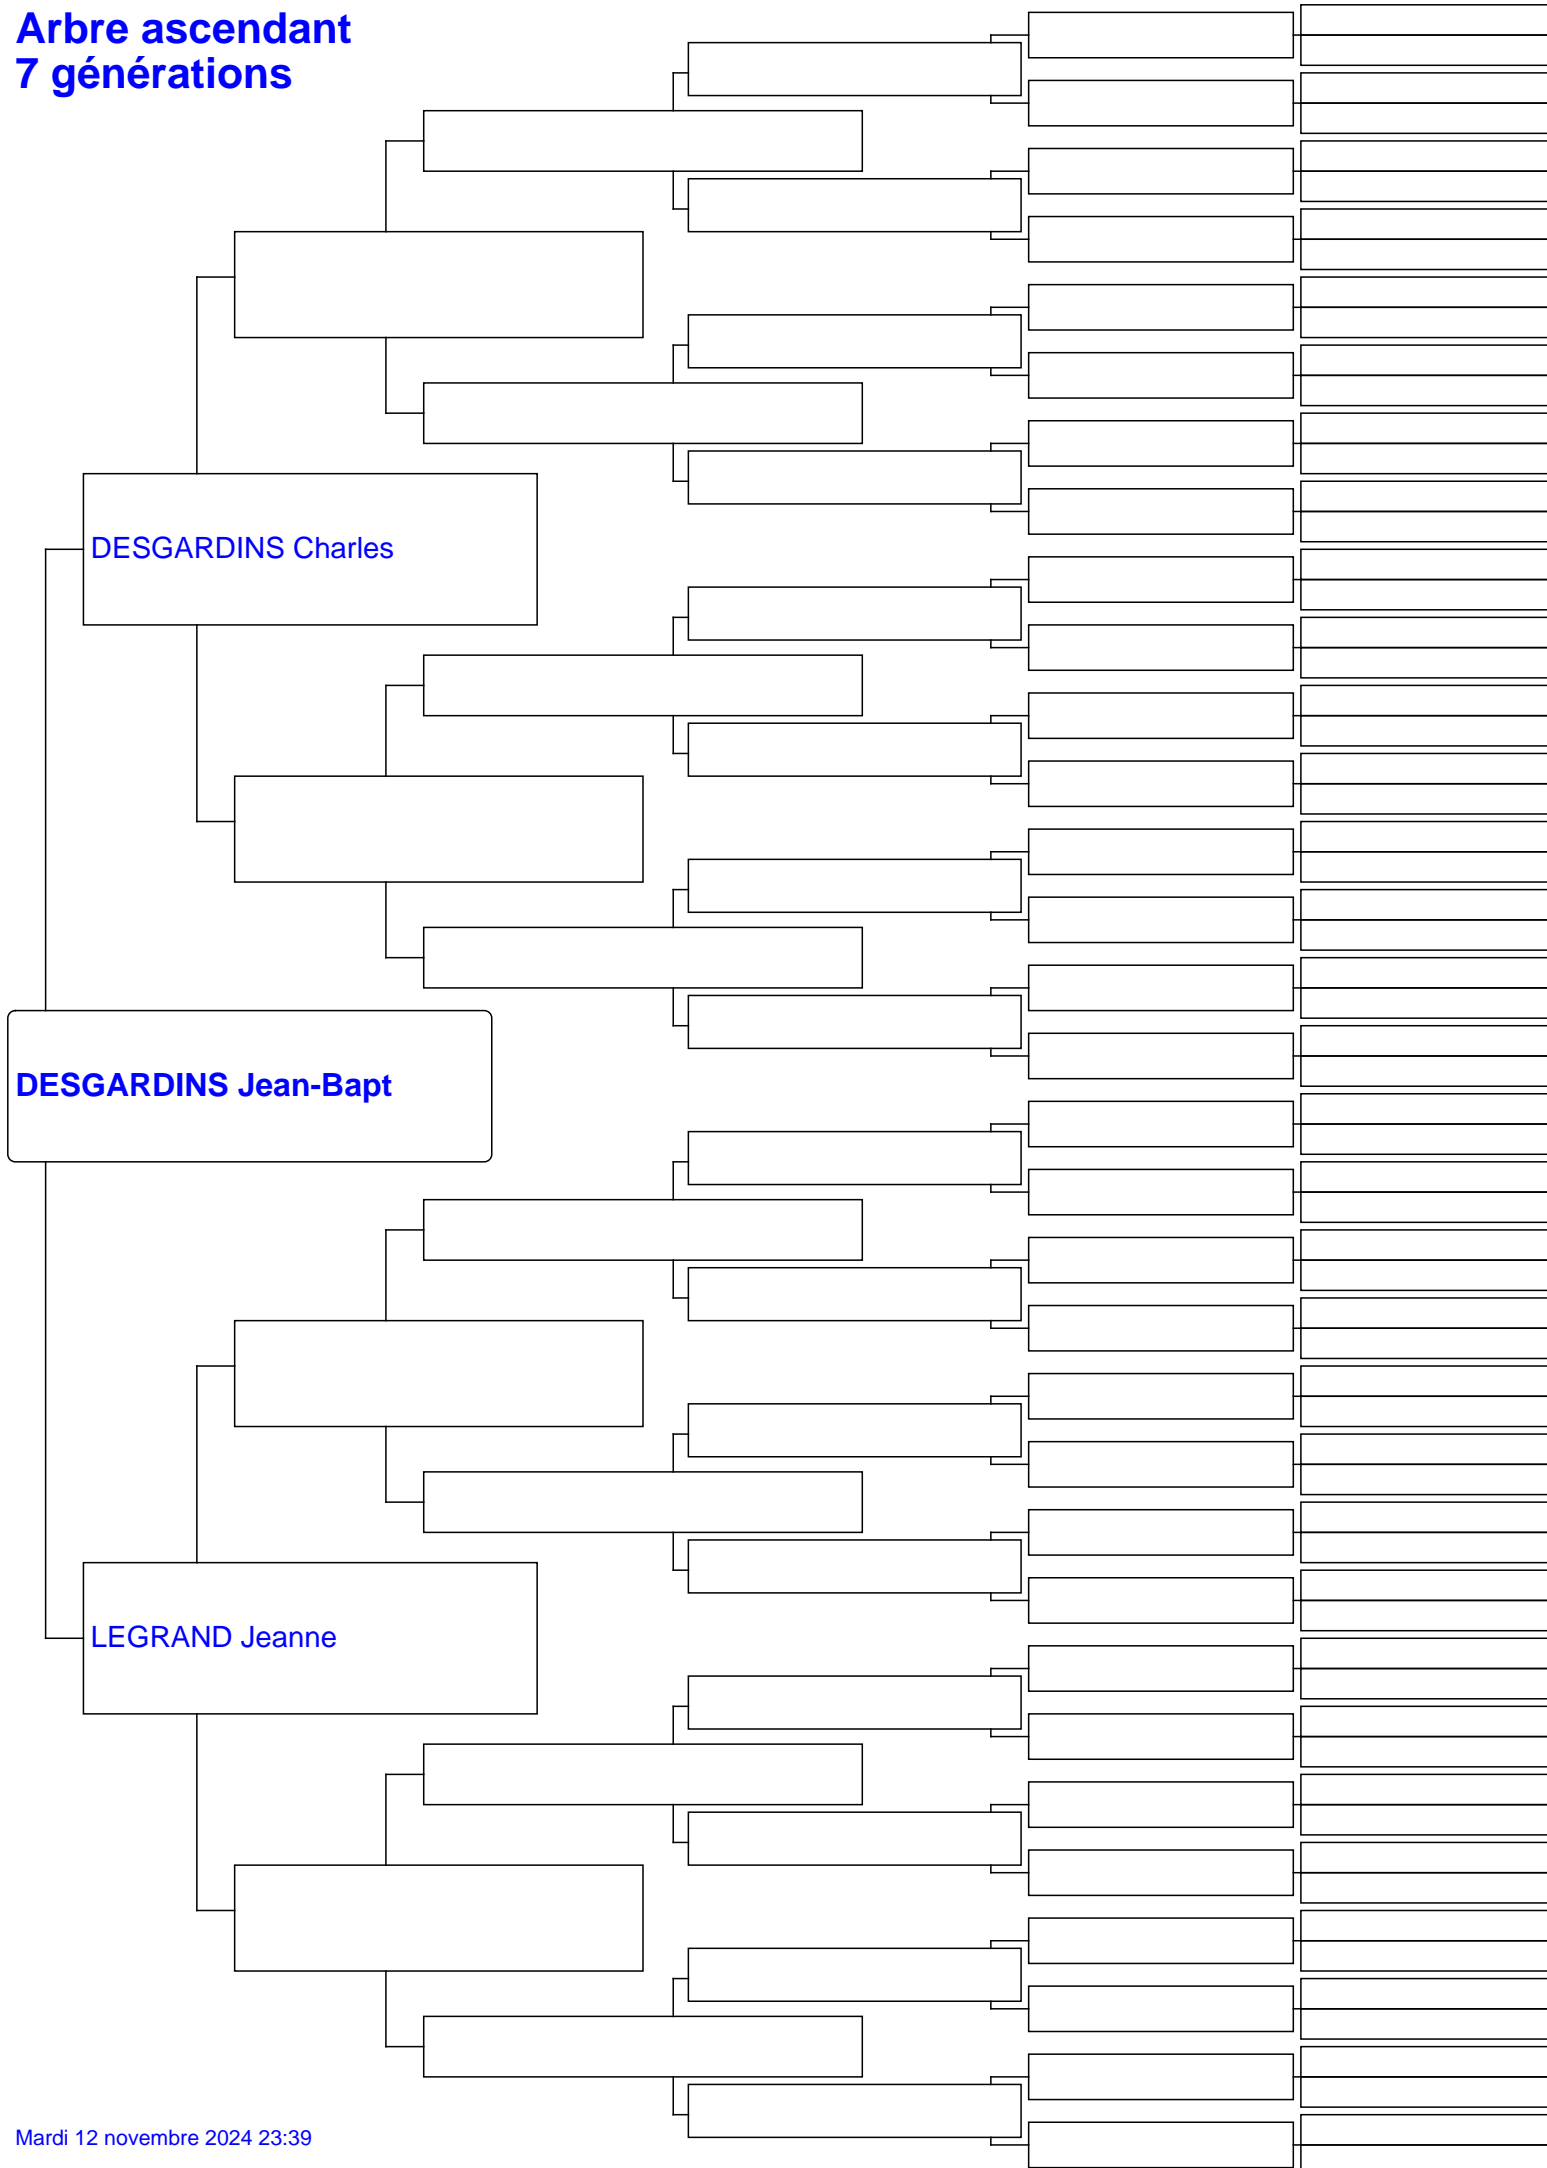 Arbre ascendant
7 générations
DESGARDINS Charles
DESGARDINS Jean-Bapt
LEGRAND Jeanne
Mardi 12 novembre 2024 23:39